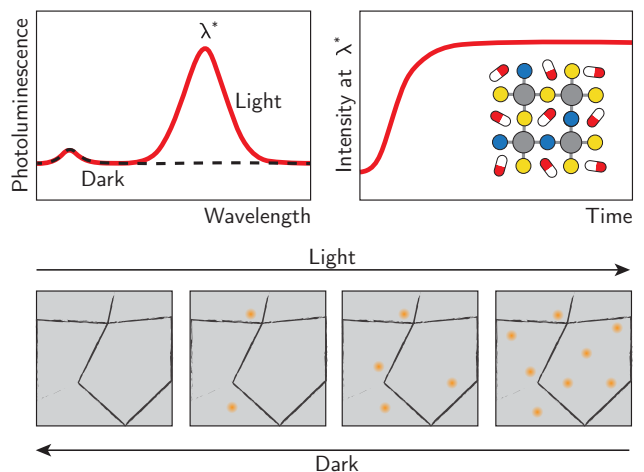 Photoluminescence
λ*
Light
Dark
Wavelength
Intensity at λ*
Time
Light
Dark